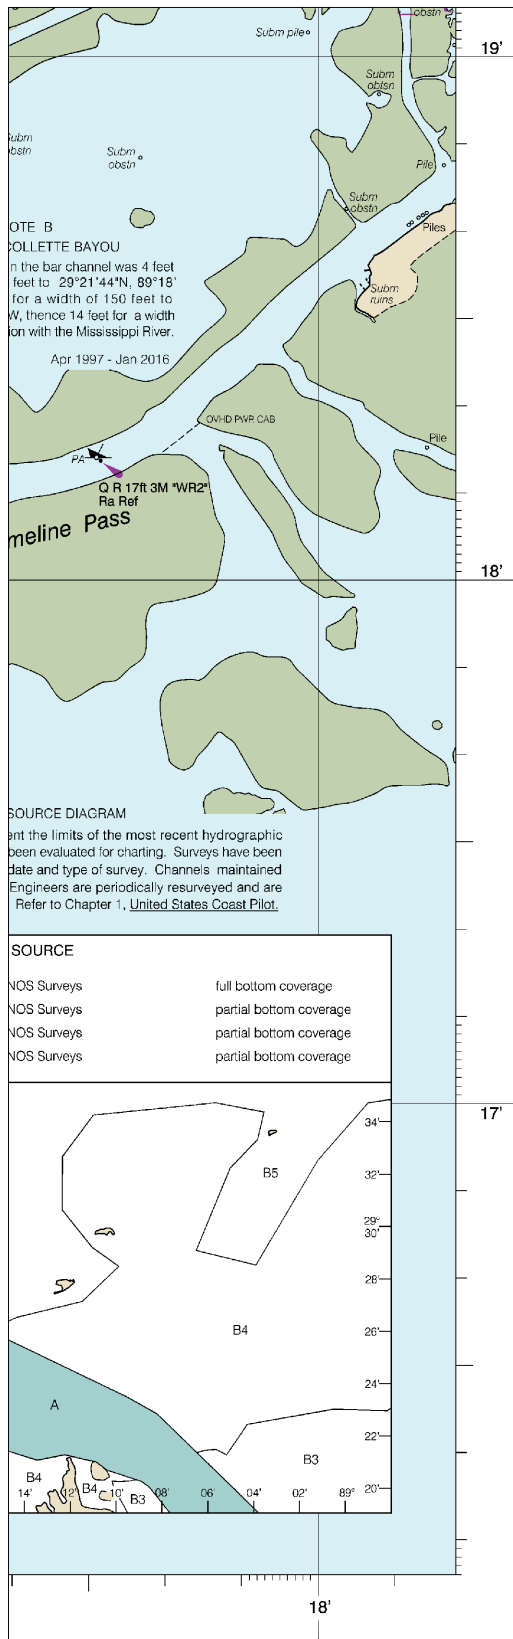 obstn
Subm pile
19'
Subm
obtsn
Subm
obstn
Subm
obstn
Pile
Subm
obstn
OTE B
COLLETTE BAYOU
n the bar channel was 4 feet
feet to 29°21'44"N, 89°18'
for a width of 150 feet to
W, thence 14 feet for a width
ion with the Mississippi River.
Apr 1997 - Jan 2016
Piles
Subm
ruins
OVHD PWR CAB
Pile
PA
Q R 17ft 3M "WR2"
Ra Ref
meline Pass
18'
SOURCE DIAGRAM
ent the limits of the most recent hydrographic
been evaluated for charting. Surveys have been
date and type of survey. Channels maintained
Engineers are periodically resurveyed and are
Refer to Chapter 1, United States Coast Pilot.
SOURCE
NOS Surveys full bottom coverage
NOS Surveys partial bottom coverage
NOS Surveys partial bottom coverage
NOS Surveys partial bottom coverage
17'
34'
B5
32'
29°
30'
28'
B4
26'
24'
A
22'
B3
B4
B4
B3
20'
14' 12' 10' 08' 06' 04' 02' 89°
18'